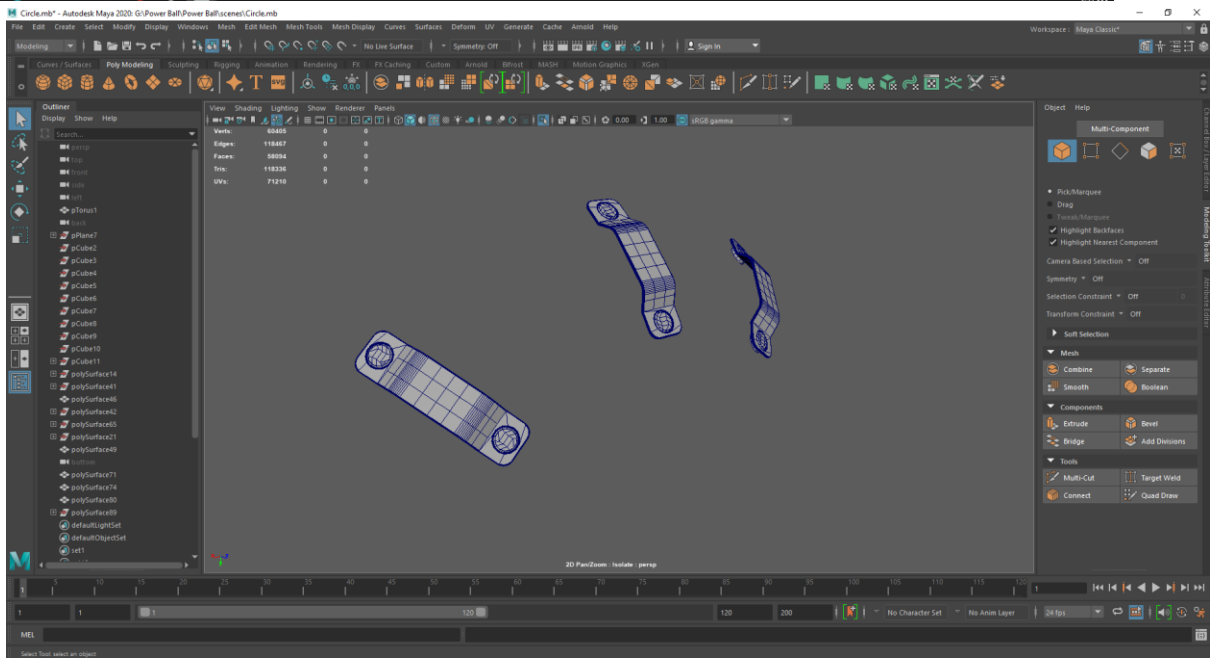 Circle.mb* - Autodesk Maya 2020: G:\Power Ball\Power Ball\scenes\Circle.mb
File Edit Create Select Modify Display Windows Mesh Edit Mesh Mesh Tools Mesh Display Curves Surfaces Deform UV Generate Cache Arnold Help
Workspace : Maya Classic*
Modeling No Live Surface Symmetry: Off Sign In
Curves / Surfaces Poly Modeling Sculpting Rigging Animation Rendering FX FX Caching Custom Arnold Bifrost MASH Motion Graphics XGen
Outliner
Display Show Help
Search...
persp
top
front
side
left
pTorus1
back
pPlane7
pCube2
pCube3
pCube4
pCube5
pCube6
pCube7
pCube8
pCube9
pCube10
pCube11
polySurface14
polySurface41
polySurface46
polySurface42
polySurface65
polySurface21
polySurface49
bottom
polySurface71
polySurface74
polySurface80
polySurface89
defaultLightSet
defaultObjectSet
set1
View Shading Lighting Show Renderer Panels
0.00 1.00 sRGB gamma
Verts: 60405 0 0
Edges: 118467 0 0
Faces: 58094 0 0
Tris: 118336 0 0
UVs: 71210 0 0
2D Pan/Zoom : Isolate : persp
Object Help
Multi-Component
Pick/Marquee
Drag
Tweak/Marquee
Highlight Backfaces
Highlight Nearest Component
Camera Based Selection Off
Symmetry Off
Selection Constraint Off 0
Transform Constraint Off
Soft Selection
Mesh
Combine Separate
Smooth Boolean
Components
Extrude Bevel
Bridge Add Divisions
Tools
Multi-Cut Target Weld
Connect Quad Draw
Channel Box / Layer Editor
Modeling Toolkit
Attribute Editor
1 5 10 15 20 25 30 35 40 45 50 55 60 65 70 75 80 85 90 95 100 105 110 115 120 1
1 1 1 120 120 200 No Character Set No Anim Layer 24 fps
MEL
Select Tool: select an object